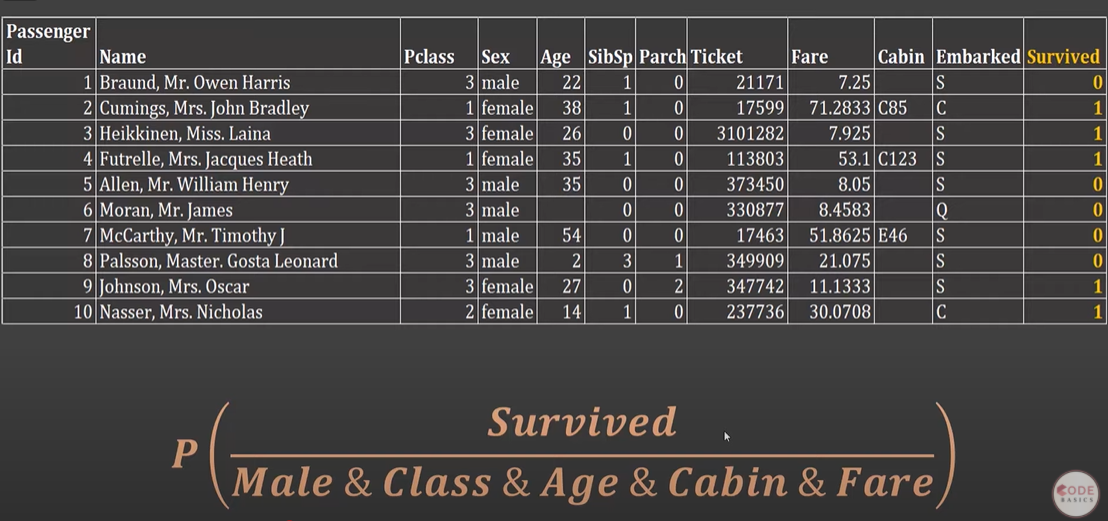 Passenger Id Name Pclass Sex Age SibSp Parch Ticket Fare Cabin Embarked Survived
1 Braund, Mr. Owen Harris 3 male 22 1 0 21171 7.25 S 0
2 Cumings, Mrs. John Bradley 1 female 38 1 0 17599 71.2833 C85 C 1
3 Heikkinen, Miss. Laina 3 female 26 0 0 3101282 7.925 S 1
4 Futrelle, Mrs. Jacques Heath 1 female 35 1 0 113803 53.1 C123 S 1
5 Allen, Mr. William Henry 3 male 35 0 0 373450 8.05 S 0
6 Moran, Mr. James 3 male 0 0 330877 8.4583 Q 0
7 McCarthy, Mr. Timothy J 1 male 54 0 0 17463 51.8625 E46 S 0
8 Palsson, Master. Gosta Leonard 3 male 2 3 1 349909 21.075 S 0
9 Johnson, Mrs. Oscar 3 female 27 0 2 347742 11.1333 S 1
10 Nasser, Mrs. Nicholas 2 female 14 1 0 237736 30.0708 C 1
Survived
P
Male & Class & Age & Cabin & Fare
CODE
BASICS